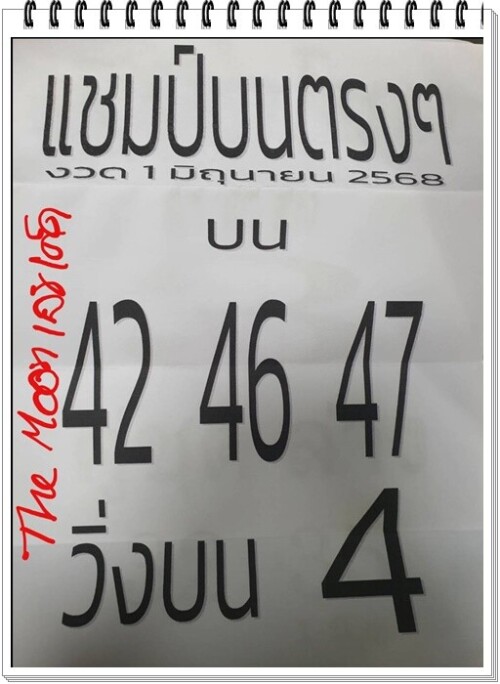 แชมป์บนตรงๆ
งวด 1 มิถุนายน 2568
บน
42 46 47
วิ่งบน 4
The Moon เลขเด็ด